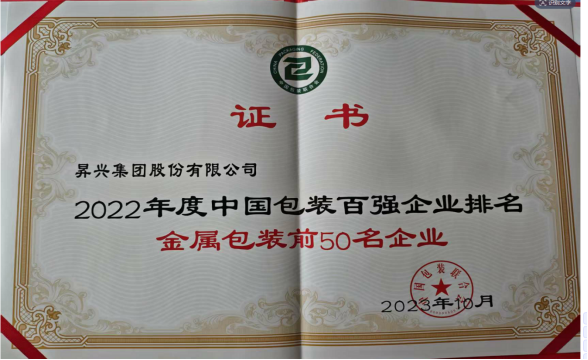 证书
昇兴集团股份有限公司
2022年度中国包装百强企业排名
金属包装前50名企业
2023年10月